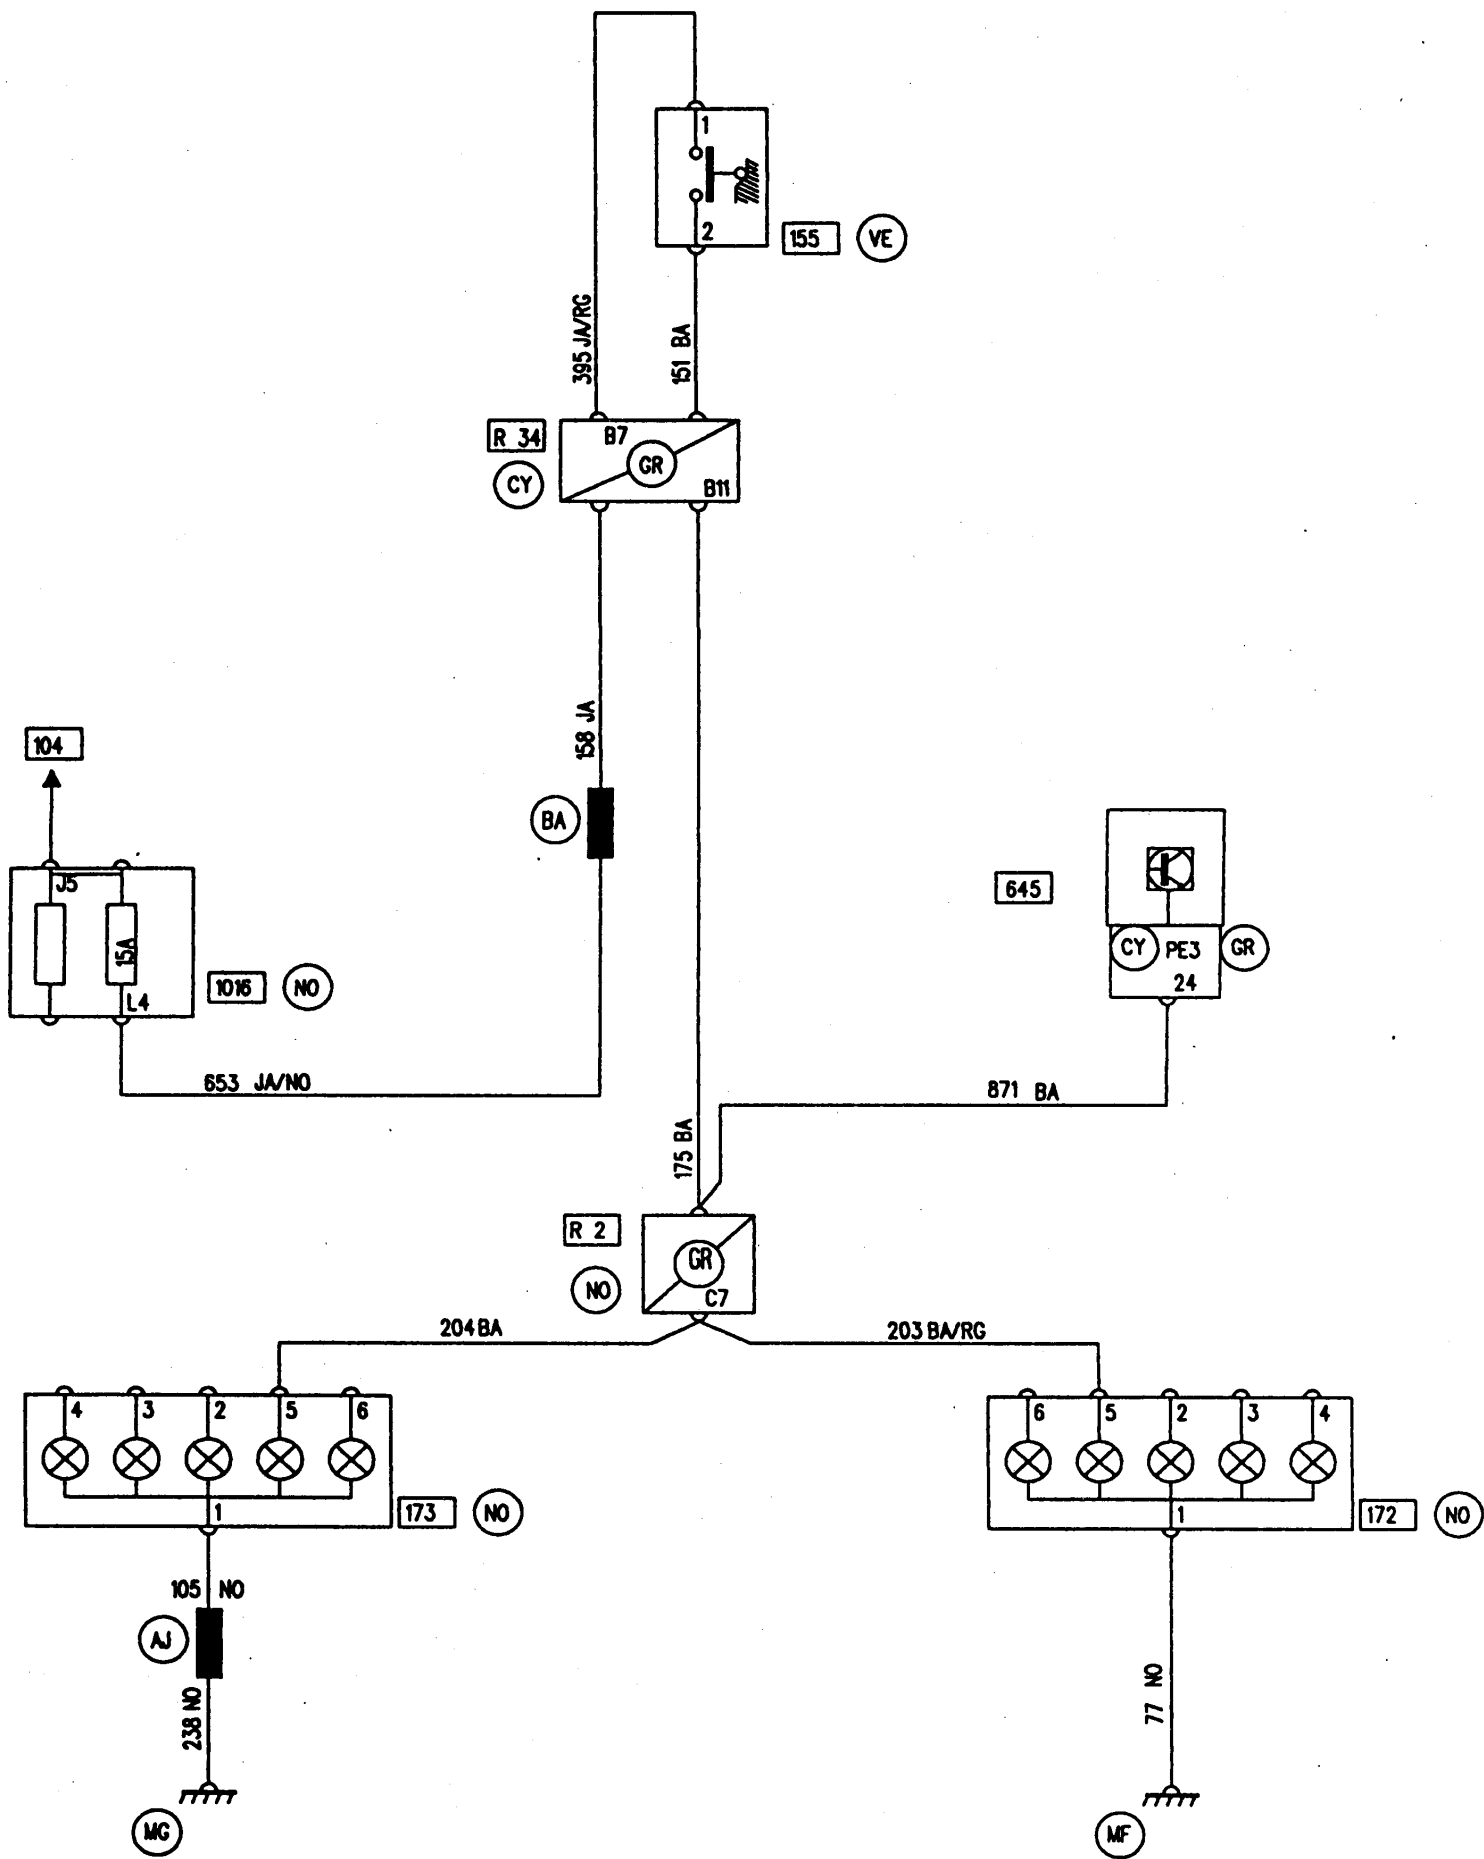 1
2
155
VE
395 JA/RG
151 BA
R 34
CY
B7
GR
B11
158 JA
104
BA
J5
15A
L4
1016
NO
645
CY
PE3
GR
24
653 JA/NO
871 BA
175 BA
R 2
GR
NO
C7
204 BA
203 BA/RG
4 3 2 5 6
1
173
NO
6 5 2 3 4
1
172
NO
105 NO
AJ
238 NO
77 NO
MG
MF